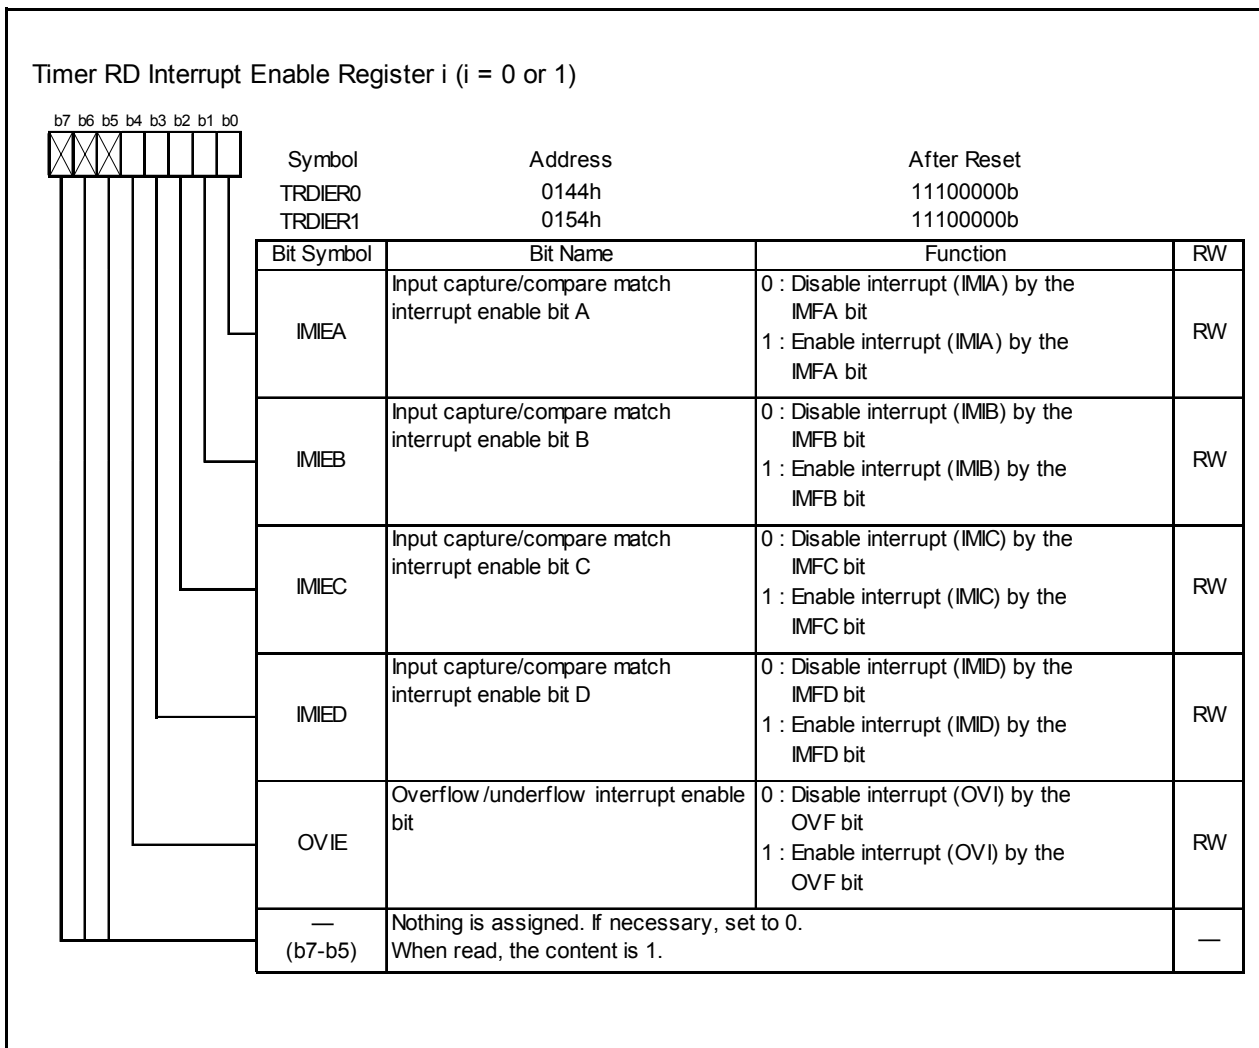 Timer RD Interrupt Enable Register i (i = 0 or 1)
b7 b6 b5 b4 b3 b2 b1 b0
Symbol Address After Reset
TRDIER0 0144h 11100000b
TRDIER1 0154h 11100000b
Bit Symbol Bit Name Function RW
IMIEA
Input capture/compare match
interrupt enable bit A
0 : Disable interrupt (IMIA) by the
IMFA bit
1 : Enable interrupt (IMIA) by the
IMFA bit
RW
IMIEB
Input capture/compare match
interrupt enable bit B
0 : Disable interrupt (IMIB) by the
IMFB bit
1 : Enable interrupt (IMIB) by the
IMFB bit
RW
IMIEC
Input capture/compare match
interrupt enable bit C
0 : Disable interrupt (IMIC) by the
IMFC bit
1 : Enable interrupt (IMIC) by the
IMFC bit
RW
IMIED
Input capture/compare match
interrupt enable bit D
0 : Disable interrupt (IMID) by the
IMFD bit
1 : Enable interrupt (IMID) by the
IMFD bit
RW
OVIE
Overflow/underflow interrupt enable
bit
0 : Disable interrupt (OVI) by the
OVF bit
1 : Enable interrupt (OVI) by the
OVF bit
RW
—
(b7-b5)
Nothing is assigned. If necessary, set to 0.
When read, the content is 1.
—